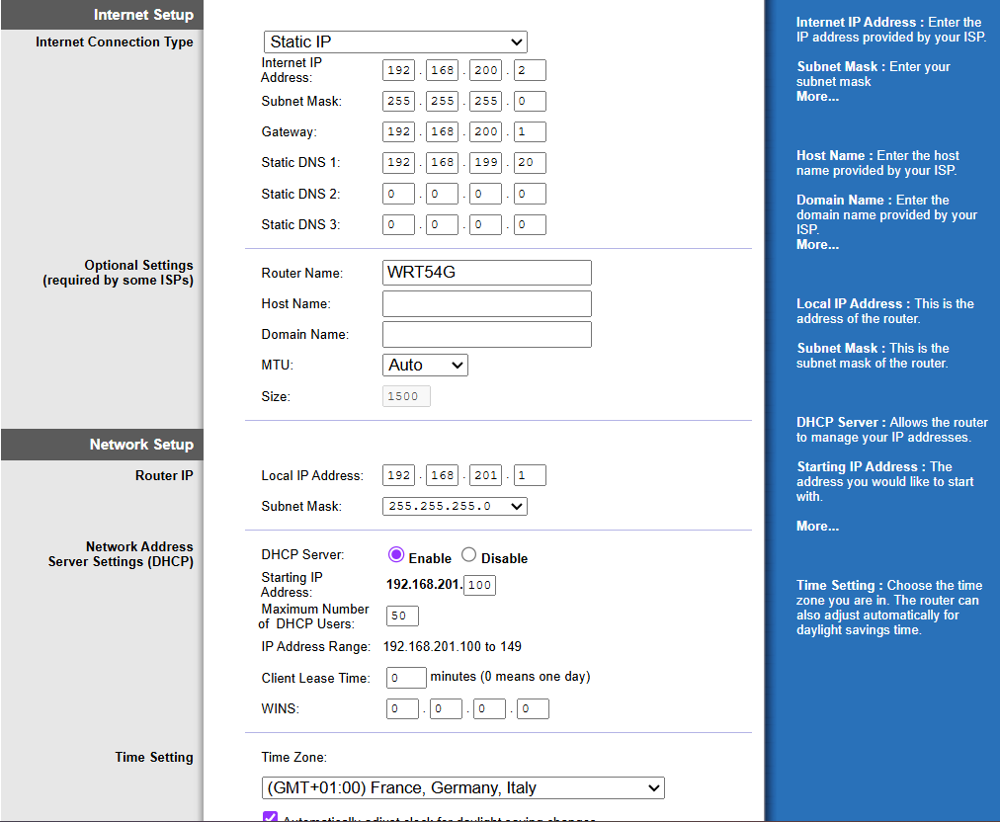 Internet Setup
Internet Connection Type
Static IP
Internet IP
Address:
192 . 168 . 200 . 2
Subnet Mask:
255 . 255 . 255 . 0
Gateway:
192 . 168 . 200 . 1
Static DNS 1:
192 . 168 . 199 . 20
Static DNS 2:
0 . 0 . 0 . 0
Static DNS 3:
0 . 0 . 0 . 0
Optional Settings
(required by some ISPs)
Router Name:
WRT54G
Host Name:
Domain Name:
MTU:
Auto
Size:
1500
Network Setup
Router IP
Local IP Address:
192 . 168 . 201 . 1
Subnet Mask:
255.255.255.0
Network Address
Server Settings (DHCP)
DHCP Server:
Enable Disable
Starting IP
Address:
192.168.201. 100
Maximum Number
of DHCP Users:
50
IP Address Range:
192.168.201.100 to 149
Client Lease Time:
0 minutes (0 means one day)
WINS:
0 . 0 . 0 . 0
Time Setting
Time Zone:
(GMT+01:00) France, Germany, Italy
Automatically adjust clock for daylight saving changes
Internet IP Address : Enter the
IP address provided by your ISP.
Subnet Mask : Enter your
subnet mask
More...
Host Name : Enter the host
name provided by your ISP.
Domain Name : Enter the
domain name provided by your
ISP.
More...
Local IP Address : This is the
address of the router.
Subnet Mask : This is the
subnet mask of the router.
DHCP Server : Allows the router
to manage your IP addresses.
Starting IP Address : The
address you would like to start
with.
More...
Time Setting : Choose the time
zone you are in. The router can
also adjust automatically for
daylight savings time.